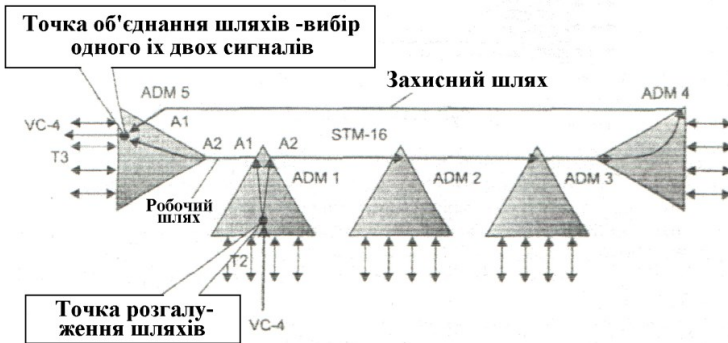 Точка об'єднання шляхів -вибір
одного іх двох сигналів
Захисний шлях
ADM 5
ADM 4
VC-4
A1
STM-16
T3
A2
A1
A2
ADM 1
ADM 2
ADM 3
Робочий
шлях
T2
Точка розгалу-
ження шляхів
VC-4